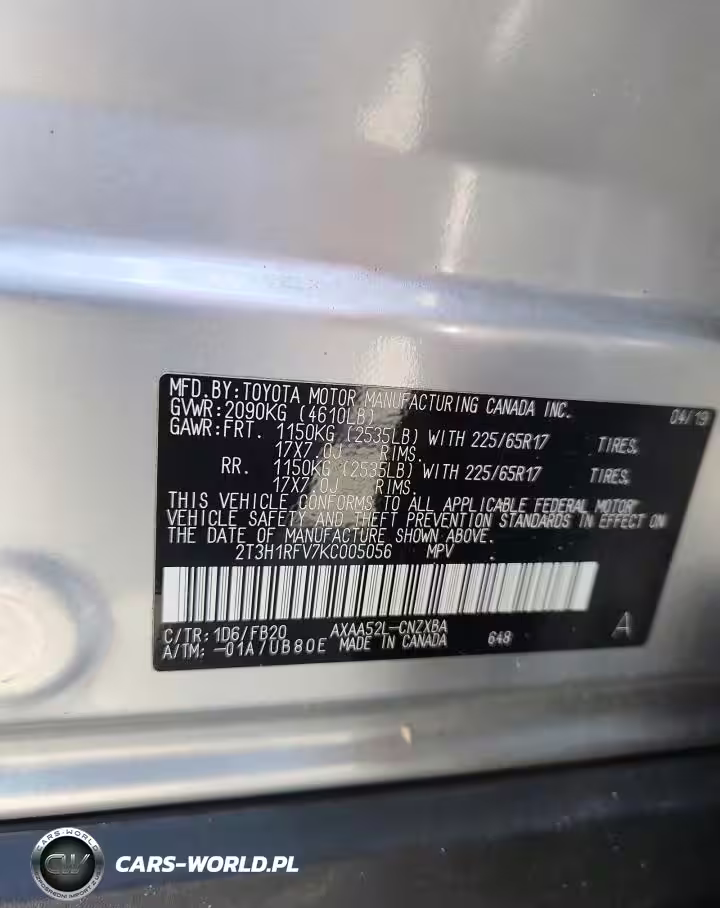 MFD.BY:TOYOTA MOTOR MANUFACTURING CANADA INC. 04/19
GVWR:2090KG (4610LB)
GAWR:FRT. 1150KG (2535LB) WITH 225/65R17 TIRES,
17X7.0J RIMS.
RR. 1150KG (2535LB) WITH 225/65R17 TIRES,
17X7.0J RIMS.
THIS VEHICLE CONFORMS TO ALL APPLICABLE FEDERAL MOTOR
VEHICLE SAFETY AND THEFT PREVENTION STANDARDS IN EFFECT ON
THE DATE OF MANUFACTURE SHOWN ABOVE.
2T3H1RFV7KC005056 MPV
C/TR:1D6/FB20 AXAA52L-CNZXBA 648 A
A/TM:-01A/UB80E MADE IN CANADA
CARS-WORLD
CW
CARS-WORLD.PL